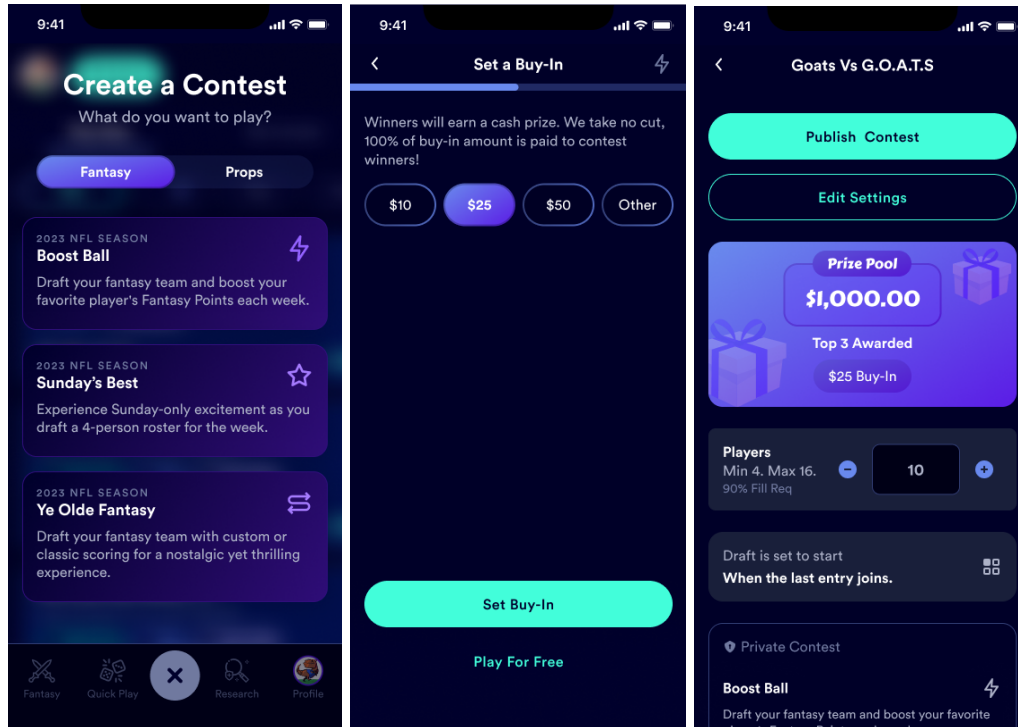 9:41
Create a Contest
What do you want to play?
Fantasy
Props
2023 NFL SEASON
Boost Ball
Draft your fantasy team and boost your
favorite player's Fantasy Points each week.
2023 NFL SEASON
Sunday's Best
Experience Sunday-only excitement as you
draft a 4-person roster for the week.
2023 NFL SEASON
Ye Olde Fantasy
Draft your fantasy team with custom or
classic scoring for a nostalgic yet thrilling
experience.
Fantasy
Quick Play
Research
Profile
9:41
Set a Buy-In
Winners will earn a cash prize. We take no cut,
100% of buy-in amount is paid to contest
winners!
$10
$25
$50
Other
Set Buy-In
Play For Free
9:41
Goats Vs G.O.A.T.S
Publish Contest
Edit Settings
Prize Pool
$1,000.00
Top 3 Awarded
$25 Buy-In
Players
Min 4. Max 16.
90% Fill Req
10
Draft is set to start
When the last entry joins.
Private Contest
Boost Ball
Draft your fantasy team and boost your favorite